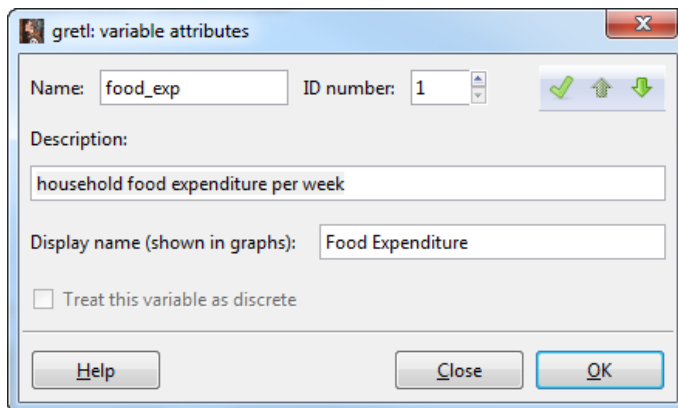 gretl: variable attributes
Name: food_exp ID number: 1
Description:
household food expenditure per week
Display name (shown in graphs): Food Expenditure
Treat this variable as discrete
Help Close OK